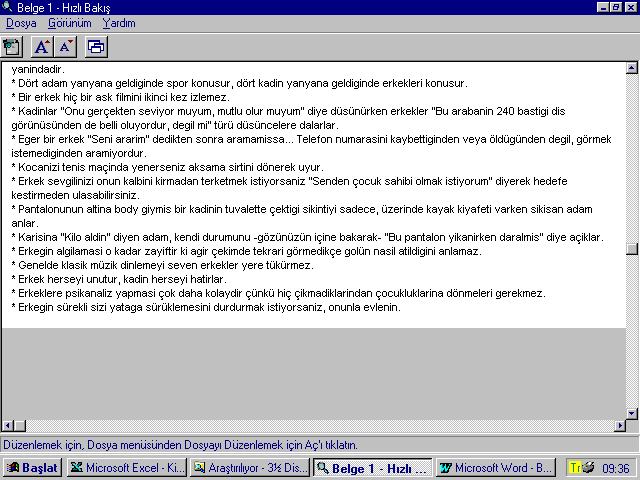 Belge 1 - Hızlı Bakış
Dosya Görünüm Yardım
yanindadir.
* Dört adam yanyana geldiginde spor konusur, dört kadin yanyana geldiginde erkekleri konusur.
* Bir erkek hiç bir ask filmini ikinci kez izlemez.
* Kadinlar "Onu gerçekten seviyor muyum, mutlu olur muyum" diye düsünürken erkekler "Bu arabanin 240 bastigi dis
görünüsünden de belli oluyordur, degil mi" türü düsüncelere dalarlar.
* Eger bir erkek "Seni ararim" dedikten sonra aramamissa... Telefon numarasini kaybettiginden veya öldügünden degil, görmek
istemediginden aramiyordur.
* Kocanizi tenis maçinda yenerseniz aksama sirtini dönerek uyur.
* Erkek sevgilinizi onun kalbini kirmadan terketmek istiyorsaniz "Senden çocuk sahibi olmak istiyorum" diyerek hedefe
kestirmeden ulasabilirsiniz.
* Pantalonunun altina body giymis bir kadinin tuvalette çektigi sikintiyi sadece, üzerinde kayak kiyafeti varken sikisan adam
anlar.
* Karisina "Kilo aldin" diyen adam, kendi durumunu -gözünüzün içine bakarak- "Bu pantalon yikanirken daralmis" diye açiklar.
* Erkegin algilamasi o kadar zayiftir ki agir çekimde tekrari görmedikçe golün nasil atildigini anlamaz.
* Genelde klasik müzik dinlemeyi seven erkekler yere tükürmez.
* Erkek herseyi unutur, kadin herseyi hatirlar.
* Erkeklere psikanaliz yapmasi çok daha kolaydir çünkü hiç çikmadiklarindan çocukluklarina dönmeleri gerekmez.
* Erkegin sürekli sizi yataga sürüklemesini durdurmak istiyorsaniz, onunla evlenin.
Düzenlemek için, Dosya menüsünden Dosyayı Düzenlemek için Aç'ı tıklatın.
Başlat Microsoft Excel - Ki... Araştırılıyor - 3½ Dis... Belge 1 - Hızlı ... Microsoft Word - B... Tr 09:36